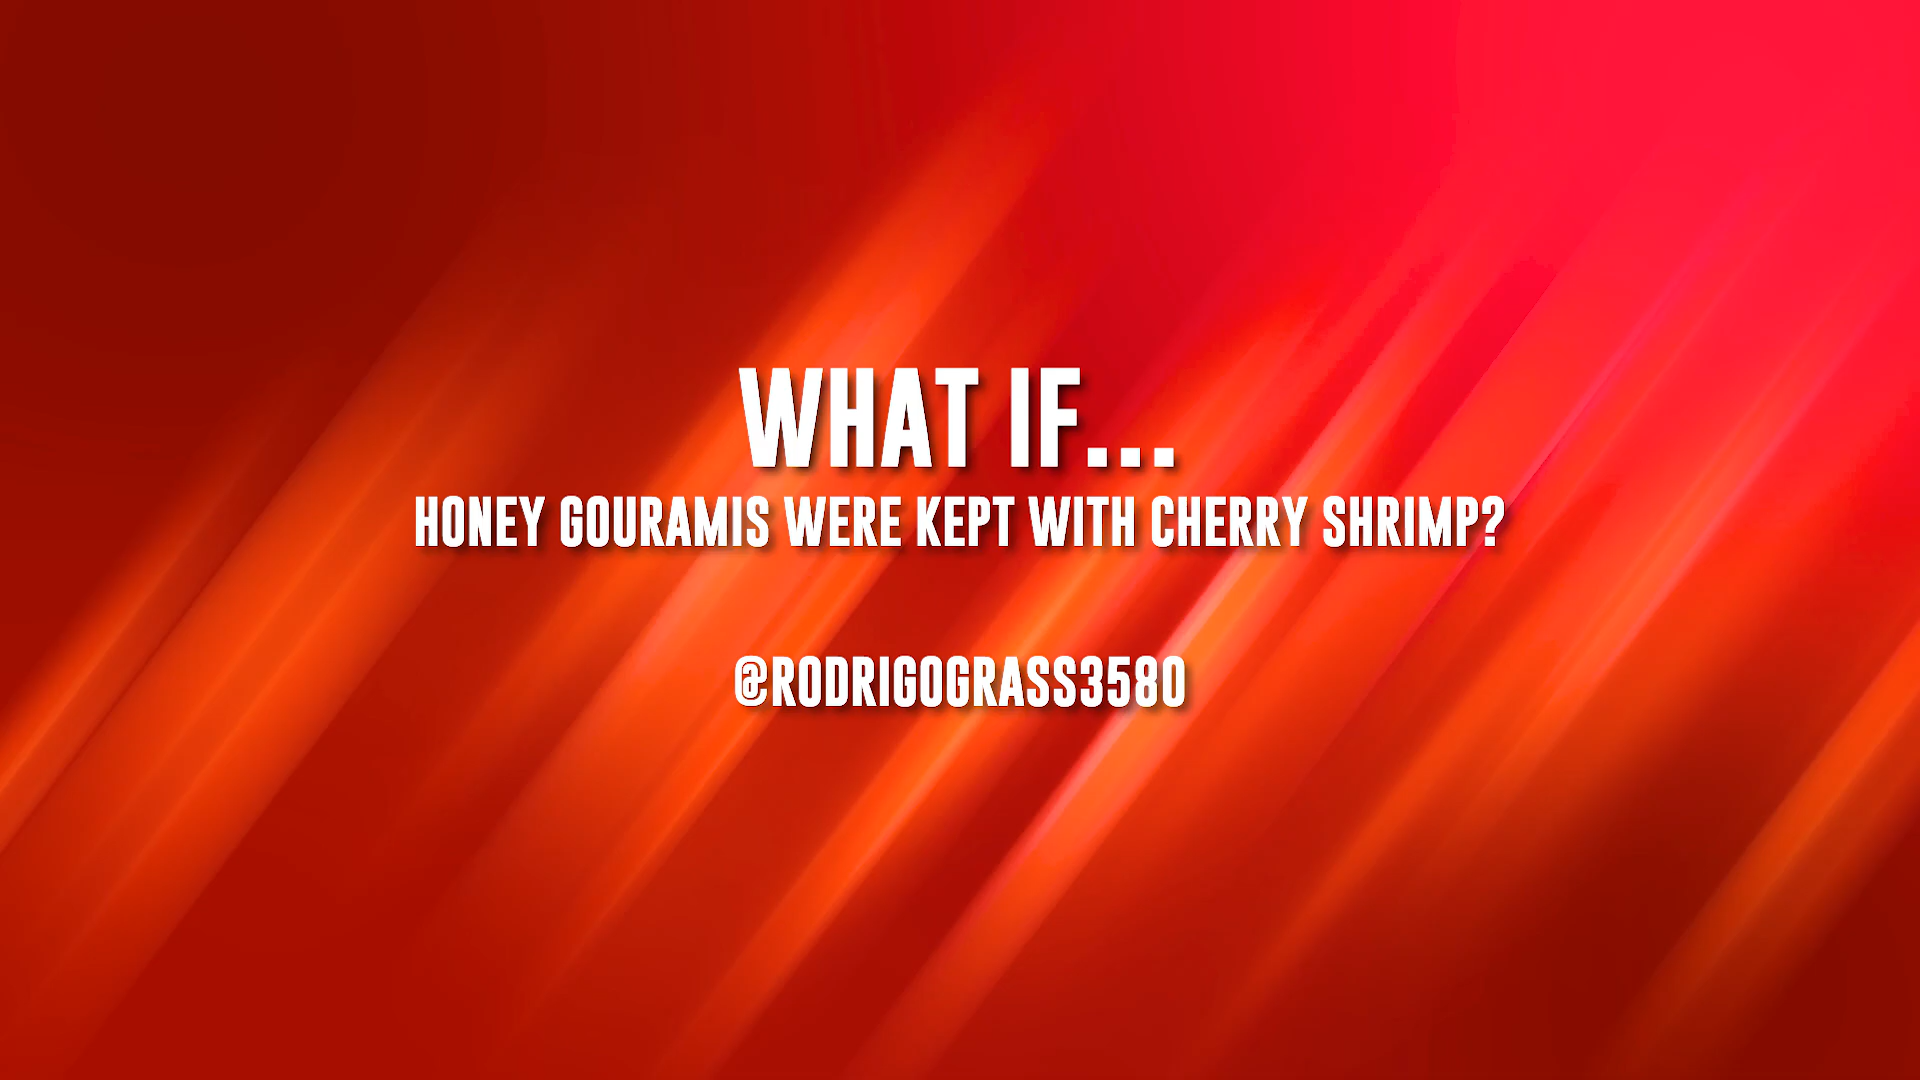 WHAT IF...
HONEY GOURAMIS WERE KEPT WITH CHERRY SHRIMP?
@RODRIGOGRASS3580